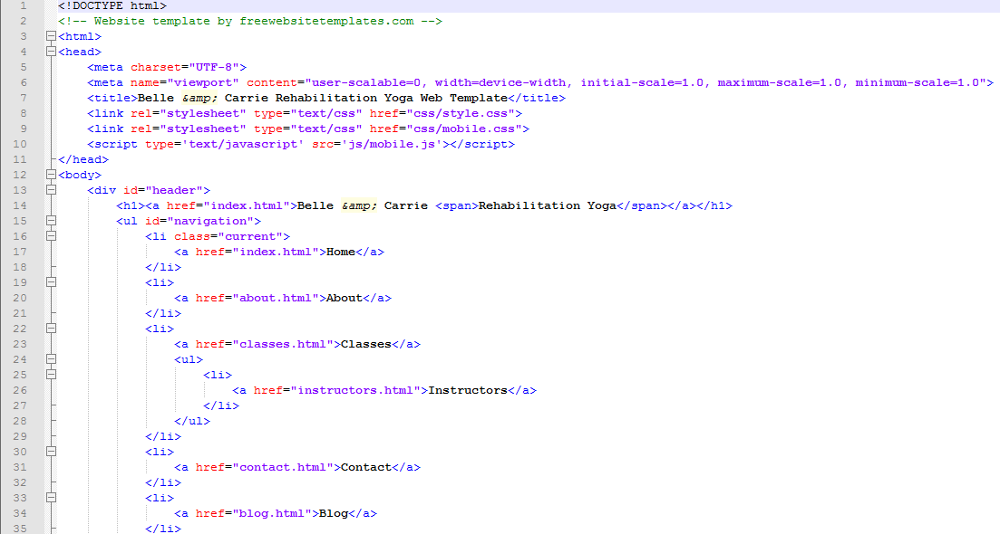 1 <!DOCTYPE html>
2 <!-- Website template by freewebsitetemplates.com -->
3 <html>
4 <head>
5 <meta charset="UTF-8">
6 <meta name="viewport" content="user-scalable=0, width=device-width, initial-scale=1.0, maximum-scale=1.0, minimum-scale=1.0">
7 <title>Belle &amp; Carrie Rehabilitation Yoga Web Template</title>
8 <link rel="stylesheet" type="text/css" href="css/style.css">
9 <link rel="stylesheet" type="text/css" href="css/mobile.css">
10 <script type='text/javascript' src='js/mobile.js'></script>
11 </head>
12 <body>
13 <div id="header">
14 <h1><a href="index.html">Belle &amp; Carrie <span>Rehabilitation Yoga</span></a></h1>
15 <ul id="navigation">
16 <li class="current">
17 <a href="index.html">Home</a>
18 </li>
19 <li>
20 <a href="about.html">About</a>
21 </li>
22 <li>
23 <a href="classes.html">Classes</a>
24 <ul>
25 <li>
26 <a href="instructors.html">Instructors</a>
27 </li>
28 </ul>
29 </li>
30 <li>
31 <a href="contact.html">Contact</a>
32 </li>
33 <li>
34 <a href="blog.html">Blog</a>
35 </li>